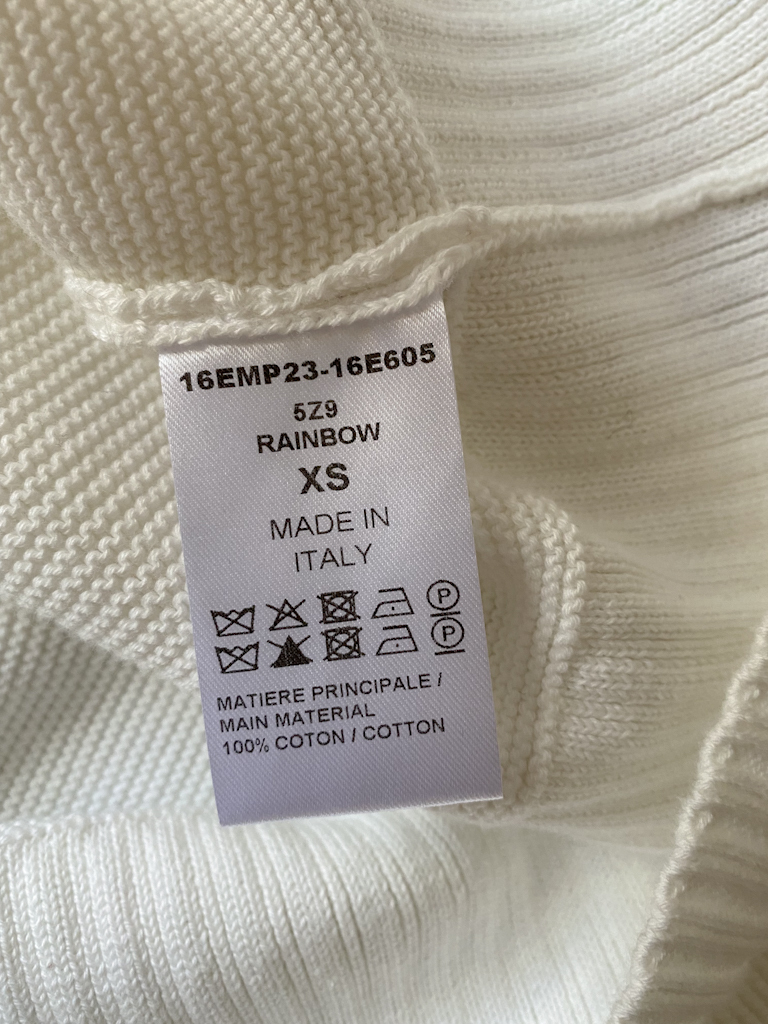 16EMP23-16E605
5Z9
RAINBOW
XS
MADE IN
ITALY
P
P
MATIERE PRINCIPALE /
MAIN MATERIAL
100% COTON / COTTON